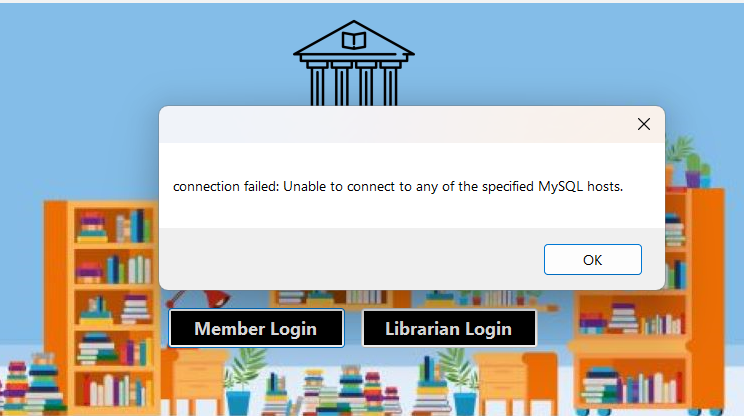 connection failed: Unable to connect to any of the specified MySQL hosts.
OK
Member Login
Librarian Login